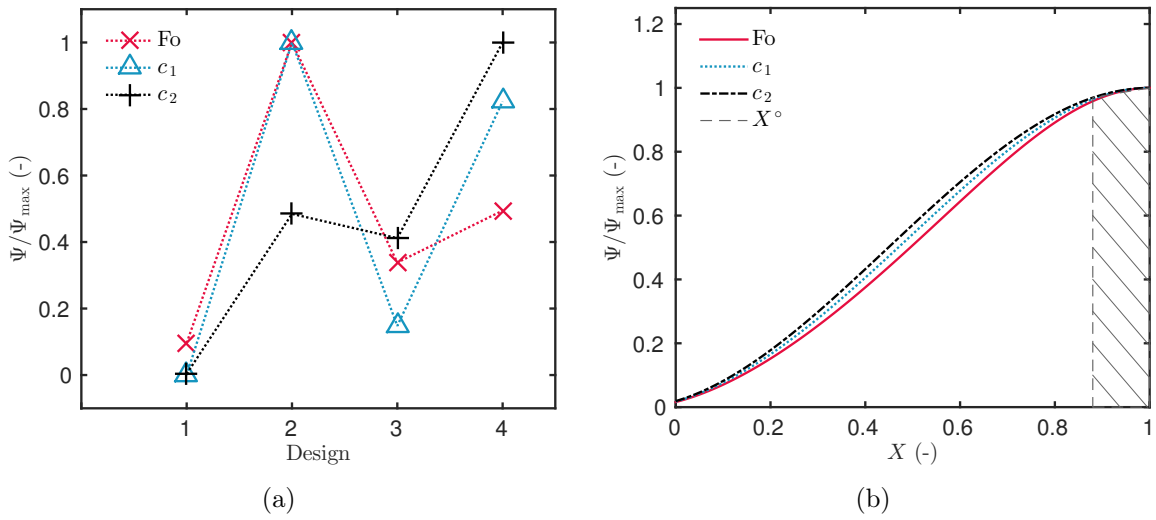 Fo
c₁
c₂
1
0.8
0.6
0.4
0.2
0
Ψ/Ψmax (-)
1 2 3 4
Design
(a)
Fo
c₁
c₂
X°
1.2
1
0.8
0.6
0.4
0.2
0
Ψ/Ψmax (-)
0 0.2 0.4 0.6 0.8 1
X (-)
(b)